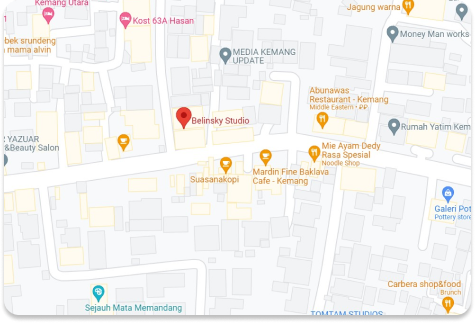 Kemang Utara
Jagung warna
Kost 63A Hasan
1
Money Man works
bek srundeng
mama alvin
MEDIA KEMANG
UPDATE
Abunawas
Restaurant - Kemang
Middle Eastern • ₽₽
Belinsky Studio
Rumah Yatim Kem
YAZUAR
&Beauty Salon
Mie Ayam Dedy
Rasa Spesial
Noodle Shop
Suasanakopi
Mardin Fine Baklava
Cafe - Kemang
Galeri Pot
Pottery store
Carbera shop&food
Brunch
Sejauh Mata Memandang
TOMTAM STUDIOS